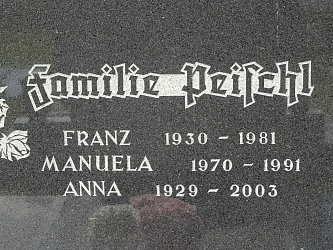 Familie Peischl
FRANZ 1930 - 1981
MANUELA 1970 - 1991
ANNA 1929 - 2003